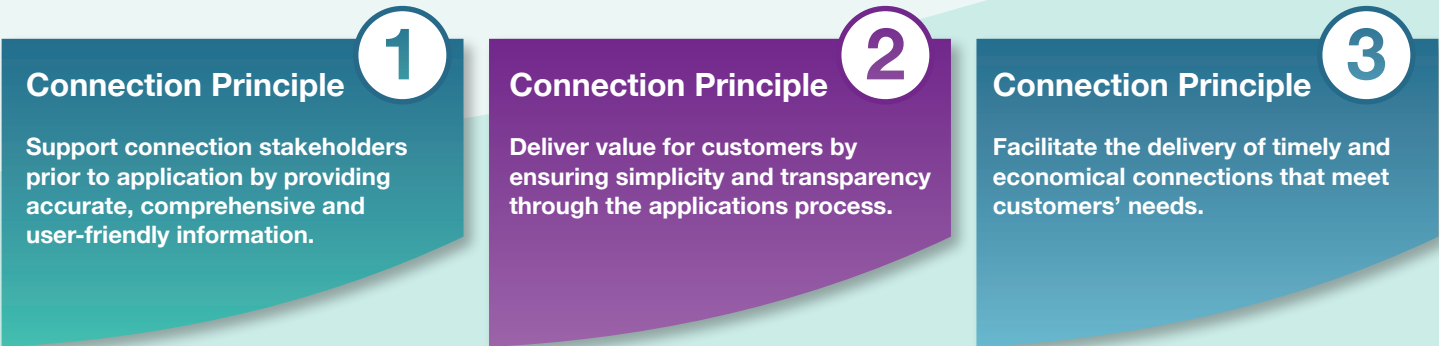 1
Connection Principle
Support connection stakeholders
prior to application by providing
accurate, comprehensive and
user-friendly information.
2
Connection Principle
Deliver value for customers by
ensuring simplicity and transparency
through the applications process.
3
Connection Principle
Facilitate the delivery of timely and
economical connections that meet
customers’ needs.